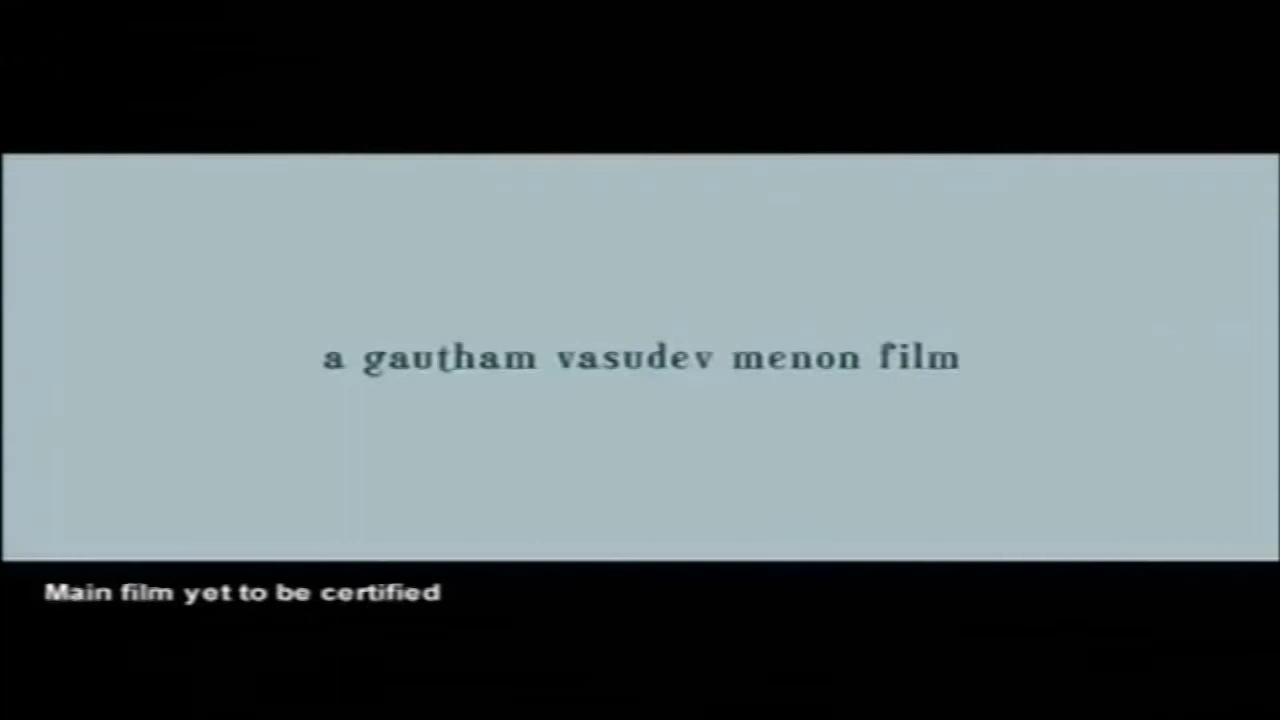 a gautham vasudev menon film
Main film yet to be certified